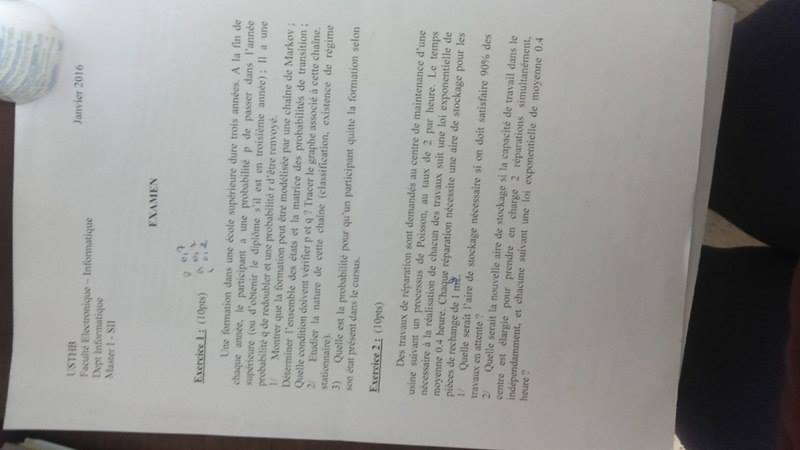 USTHB
Janvier 2016
Faculté Electronique – Informatique
Dept Informatique
Master 1 - SII
EXAMEN
0,7
Exercice 1 : (10pts)
Une formation dans une école supérieure dure trois années. A la fin de
chaque année, le participant a une probabilité p de passer dans l'année
supérieure (ou d'obtenir le diplôme s'il est en troisième année) ; Il a une
probabilité q de redoubler et une probabilité r d'être renvoyé.
1/ Montrer que la formation peut être modélisée par une chaîne de Markov ;
Déterminer l'ensemble des états et la matrice des probabilités de transition ;
Quelle condition doivent vérifier p et q ? Tracer le graphe associé à cette chaîne.
2/ Etudier la nature de cette chaîne (classification, existence de régime
stationnaire).
3) Quelle est la probabilité pour qu'un participant quitte la formation selon
son état présent dans le cursus.
Exercice 2 : (10pts)
Des travaux de réparation sont demandés au centre de maintenance d'une
usine suivant un processus de Poisson, au taux de 2 par heure. Le temps
nécessaire à la réalisation de chacun des travaux suit une loi exponentielle de
moyenne 0.4 heure. Chaque réparation nécessite une aire de stockage pour les
pièces de rechange de 1
1/ Quelle serait l'aire de stockage nécessaire si on doit satisfaire 90% des
travaux en attente ?
2/ Quelle serait la nouvelle aire de stockage si la capacité de travail dans le
centre est élargie pour prendre en charge 2 réparations simultanément,
indépendamment, et chacune suivant une loi exponentielle de moyenne 0.4
heure ?